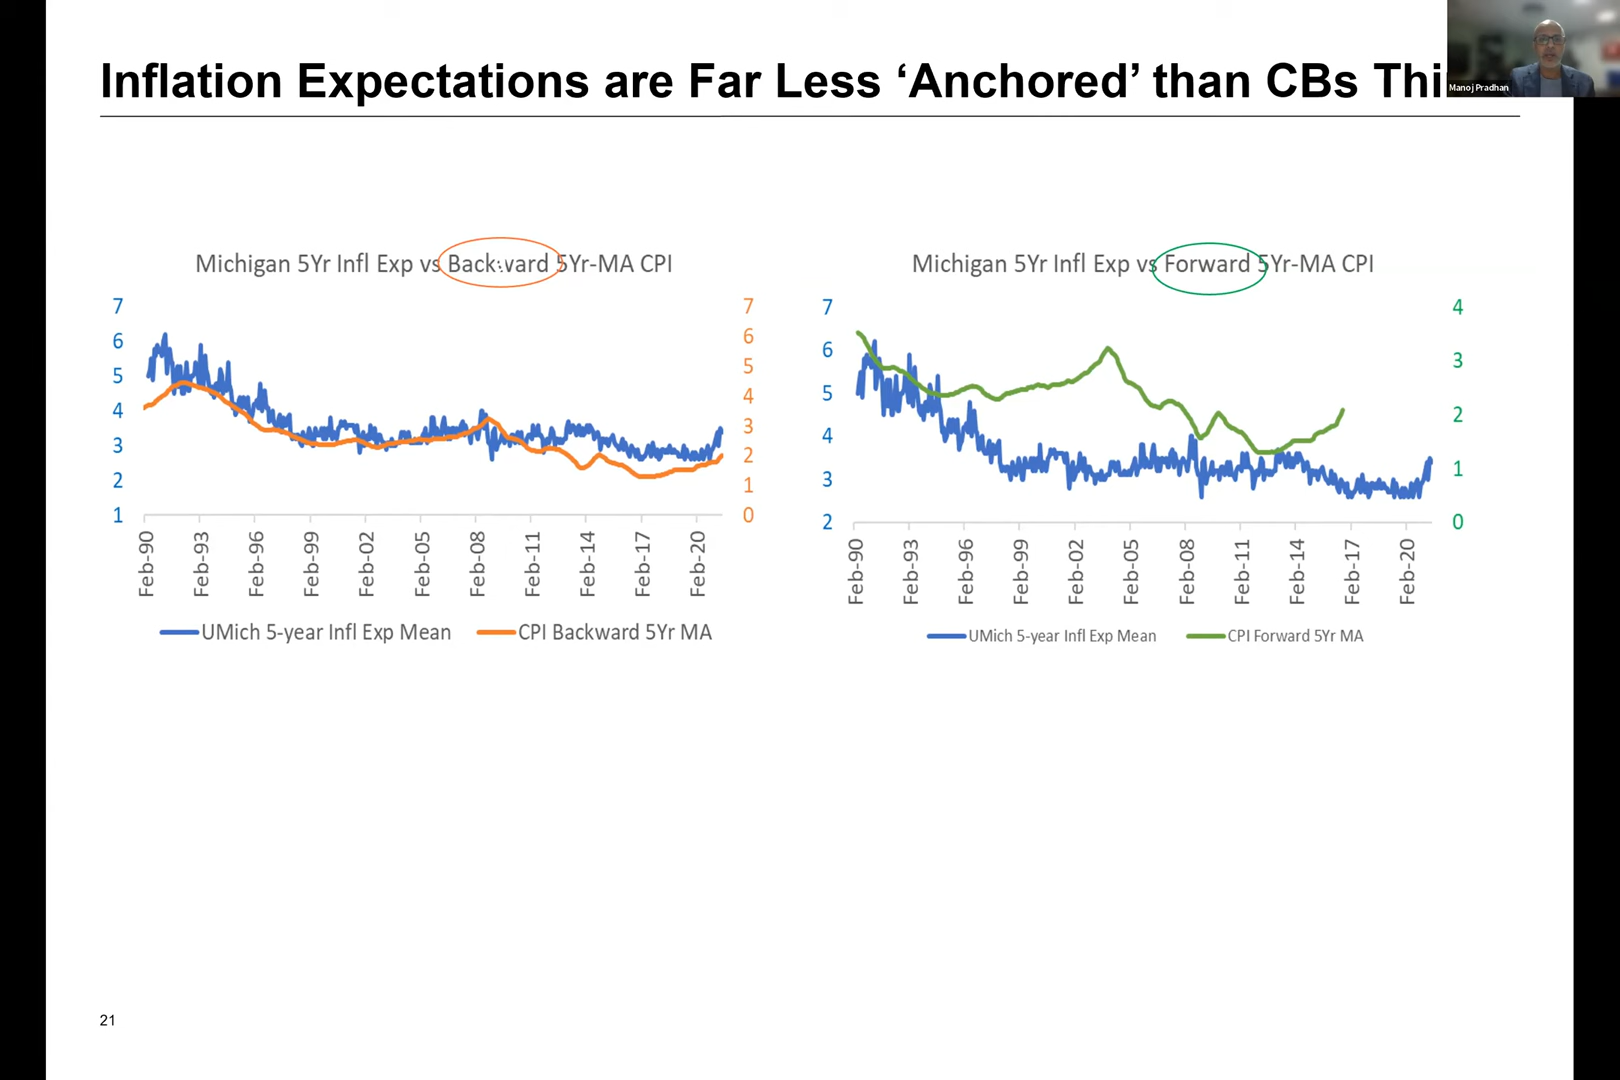 Inflation Expectations are Far Less ‘Anchored’ than CBs
Manoj Pradhan
Michigan 5Yr Infl Exp vs Backward 5Yr-MA CPI
7
6
5
4
3
2
1
7
6
5
4
3
2
1
0
Feb-90
Feb-93
Feb-96
Feb-99
Feb-02
Feb-05
Feb-08
Feb-11
Feb-14
Feb-17
Feb-20
UMich 5-year Infl Exp Mean
CPI Backward 5Yr MA
Michigan 5Yr Infl Exp vs Forward 5Yr-MA CPI
7
6
5
4
3
2
4
3
2
1
0
Feb-90
Feb-93
Feb-96
Feb-99
Feb-02
Feb-05
Feb-08
Feb-11
Feb-14
Feb-17
Feb-20
UMich 5-year Infl Exp Mean
CPI Forward 5Yr MA
21